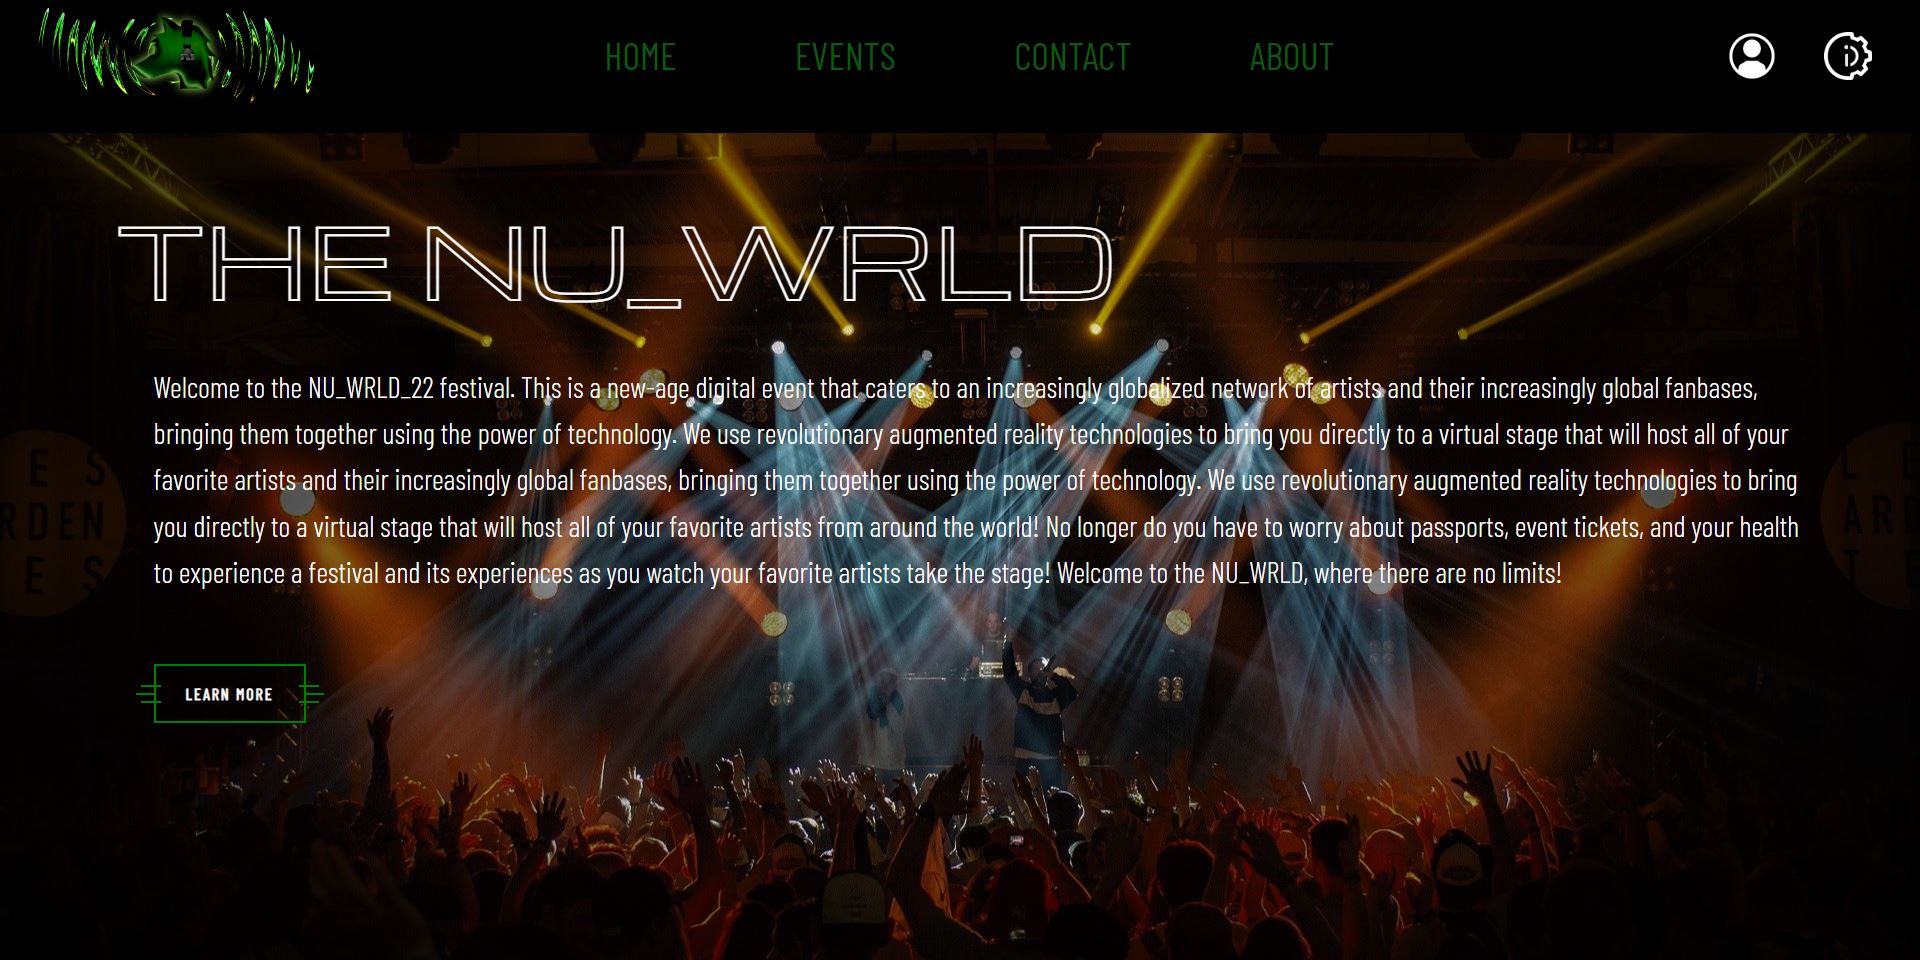 HOME EVENTS CONTACT ABOUT
THE NU_WRLD
Welcome to the NU_WRLD_22 festival. This is a new-age digital event that caters to an increasingly globalized network of artists and their increasingly global fanbases,
bringing them together using the power of technology. We use revolutionary augmented reality technologies to bring you directly to a virtual stage that will host all of your
favorite artists and their increasingly global fanbases, bringing them together using the power of technology. We use revolutionary augmented reality technologies to bring
you directly to a virtual stage that will host all of your favorite artists from around the world! No longer do you have to worry about passports, event tickets, and your health
to experience a festival and its experiences as you watch your favorite artists take the stage! Welcome to the NU_WRLD, where there are no limits!
LEARN MORE